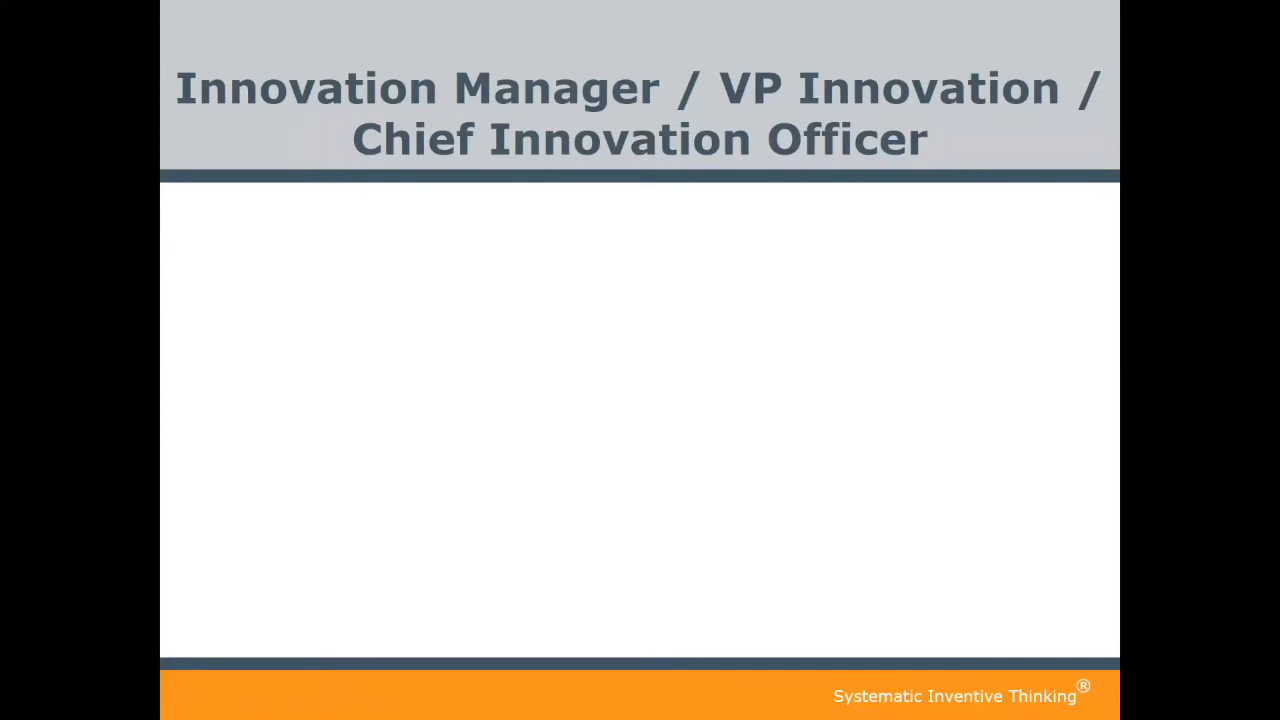 Innovation Manager / VP Innovation /
Chief Innovation Officer
Systematic Inventive Thinking®